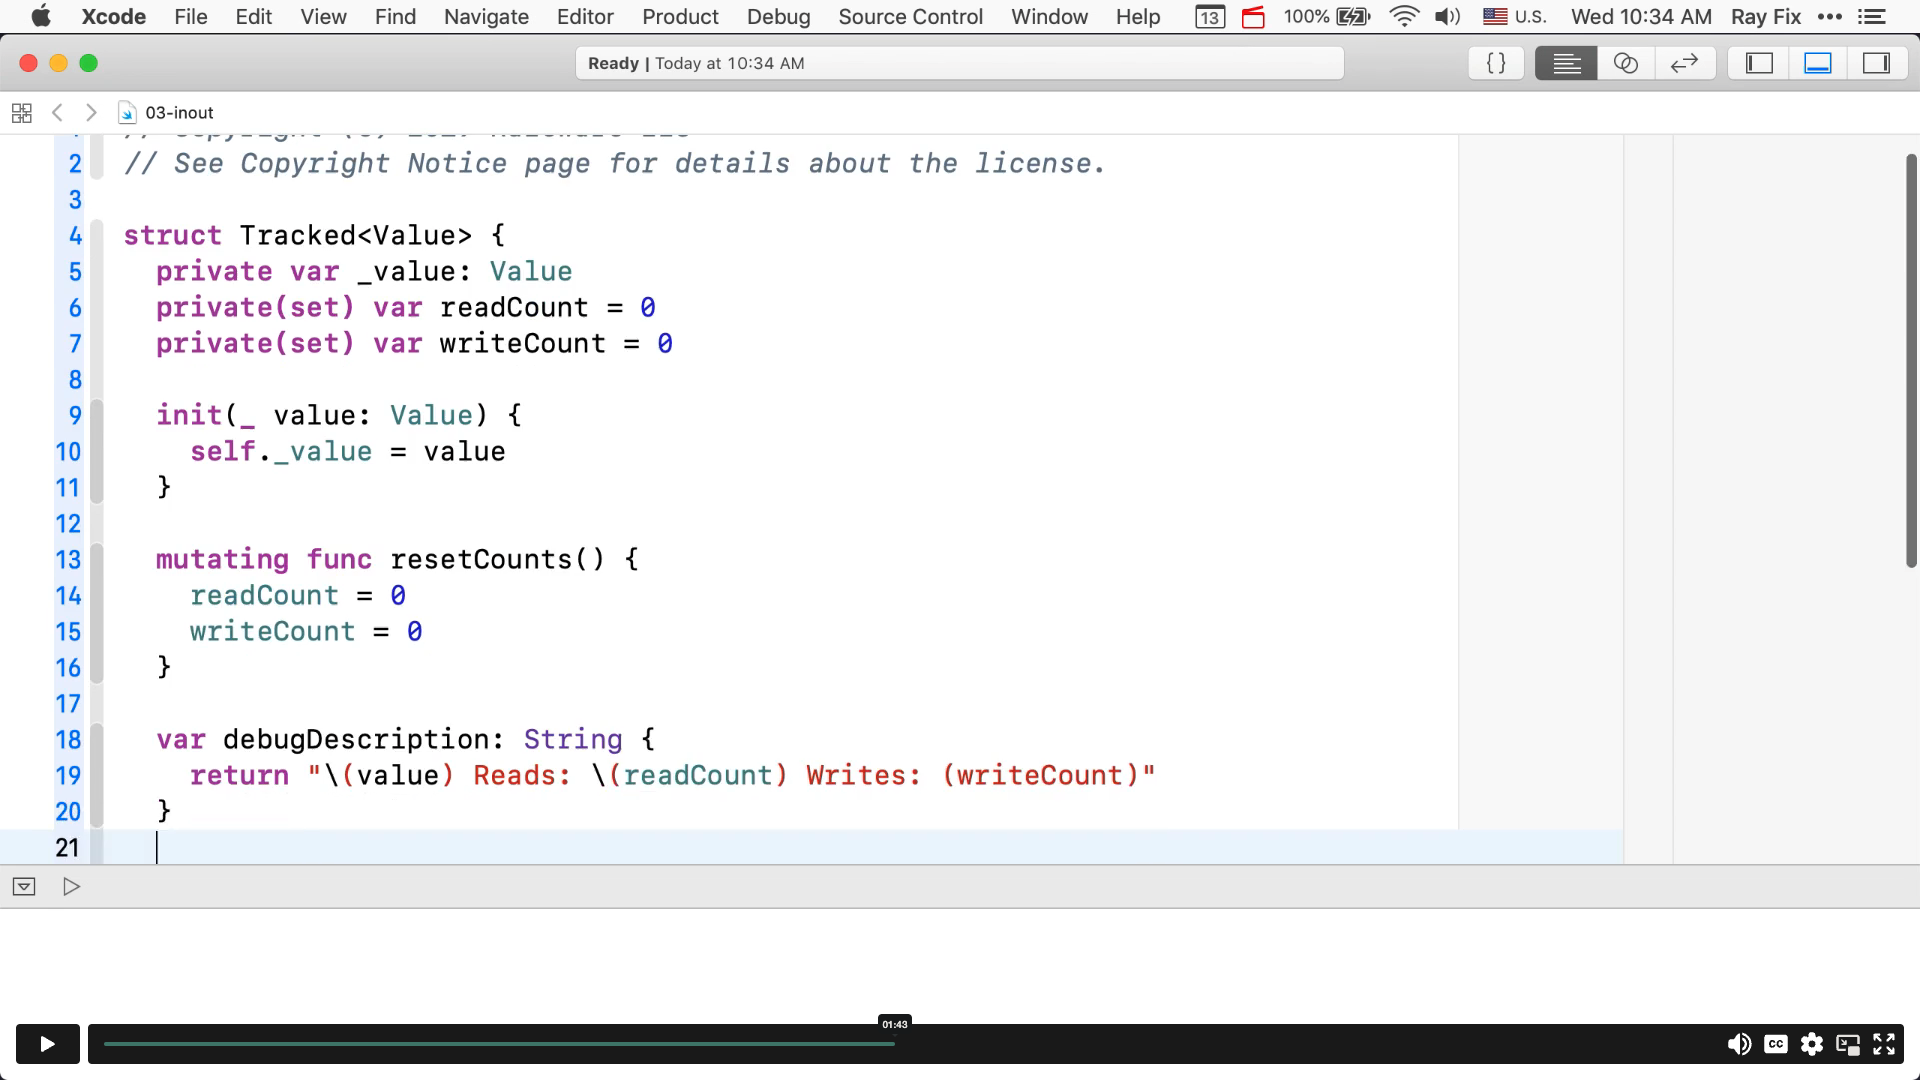 Xcode File Edit View Find Navigate Editor Product Debug Source Control Window Help 13 100% U.S. Wed 10:34 AM Ray Fix
Ready | Today at 10:34 AM
{ }
03-inout
2 // See Copyright Notice page for details about the license.
3
4 struct Tracked<Value> {
5 private var _value: Value
6 private(set) var readCount = 0
7 private(set) var writeCount = 0
8
9 init(_ value: Value) {
10 self._value = value
11 }
12
13 mutating func resetCounts() {
14 readCount = 0
15 writeCount = 0
16 }
17
18 var debugDescription: String {
19 return "\(value) Reads: \(readCount) Writes: (writeCount)"
20 }
21
01:43
CC